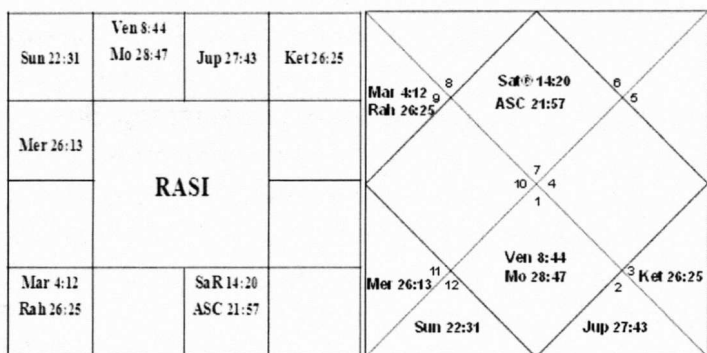 Sun 22:31
Ven 8:44
Mo 28:47
Jup 27:43
Ket 26:25
Mer 26:13
RASI
Mar 4:12
Rah 26:25
SaR 14:20
ASC 21:57
Mar 4:12
Rah 26:25
9
8
Sat® 14:20
ASC 21:57
6
5
7
10
4
1
Mer 26:13
11
12
Sun 22:31
Ven 8:44
Mo 28:47
3
2
Ket 26:25
Jup 27:43